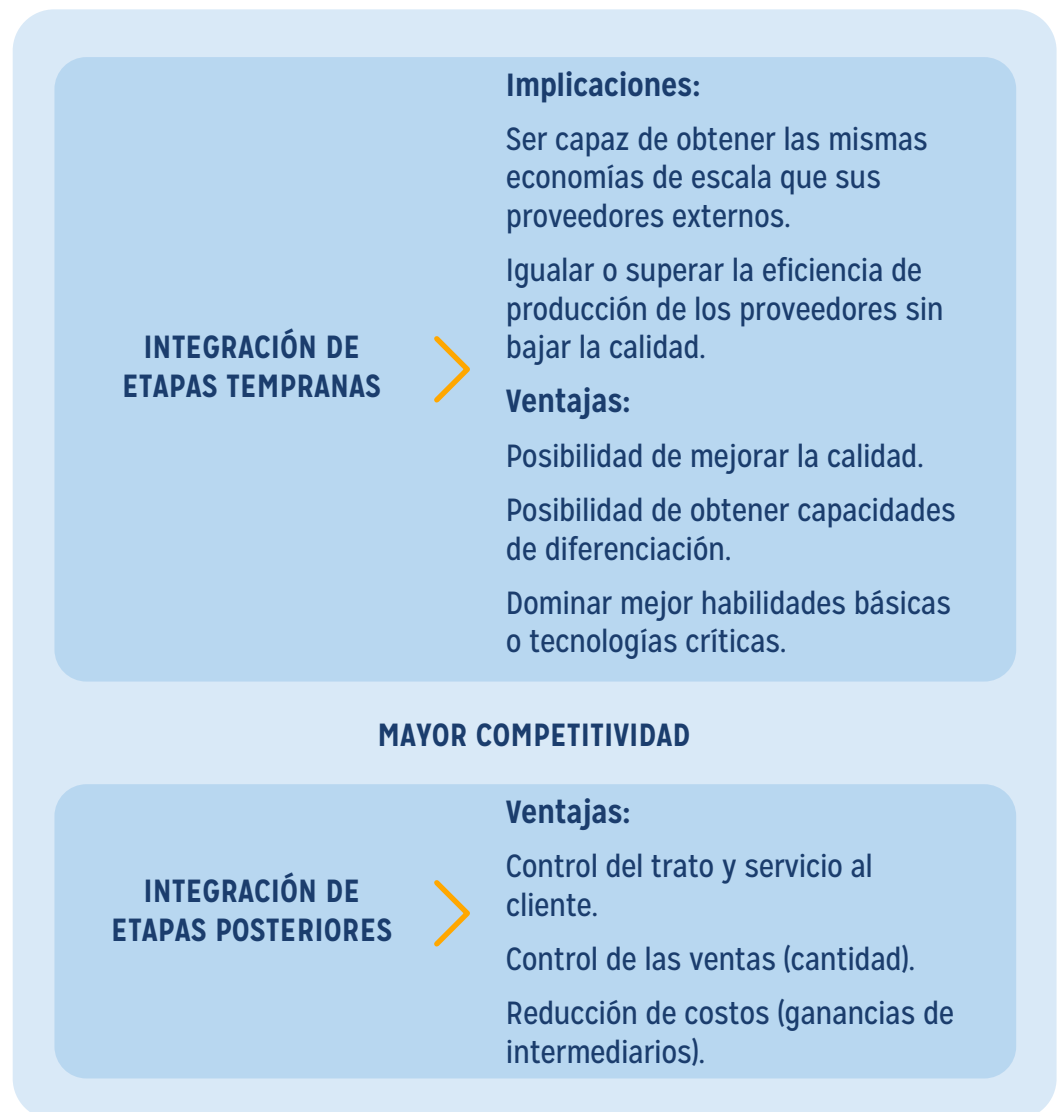 Implicaciones:
Ser capaz de obtener las mismas
economías de escala que sus
proveedores externos.
Igualar o superar la eficiencia de
producción de los proveedores sin
bajar la calidad.
INTEGRACIÓN DE
ETAPAS TEMPRANAS
Ventajas:
Posibilidad de mejorar la calidad.
Posibilidad de obtener capacidades
de diferenciación.
Dominar mejor habilidades básicas
o tecnologías críticas.
MAYOR COMPETITIVIDAD
INTEGRACIÓN DE
ETAPAS POSTERIORES
Ventajas:
Control del trato y servicio al
cliente.
Control de las ventas (cantidad).
Reducción de costos (ganancias de
intermediarios).